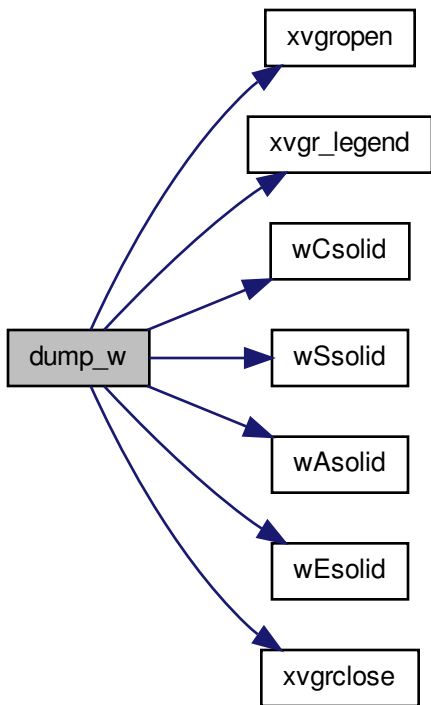 xvgropen
xvgr_legend
wCsolid
dump_w
wSsolid
wAsolid
wEsolid
xvgrclose